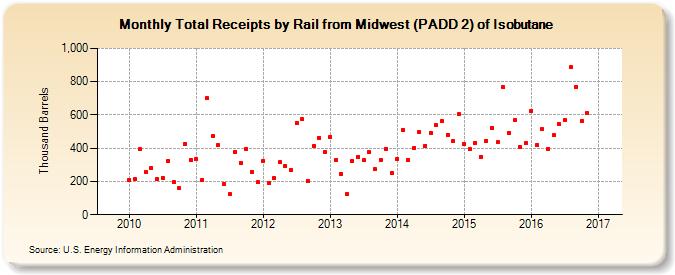 Monthly Total Receipts by Rail from Midwest (PADD 2) of Isobutane
Thousand Barrels
1,000
800
600
400
200
0
2010 2011 2012 2013 2014 2015 2016 2017
Source: U.S. Energy Information Administration